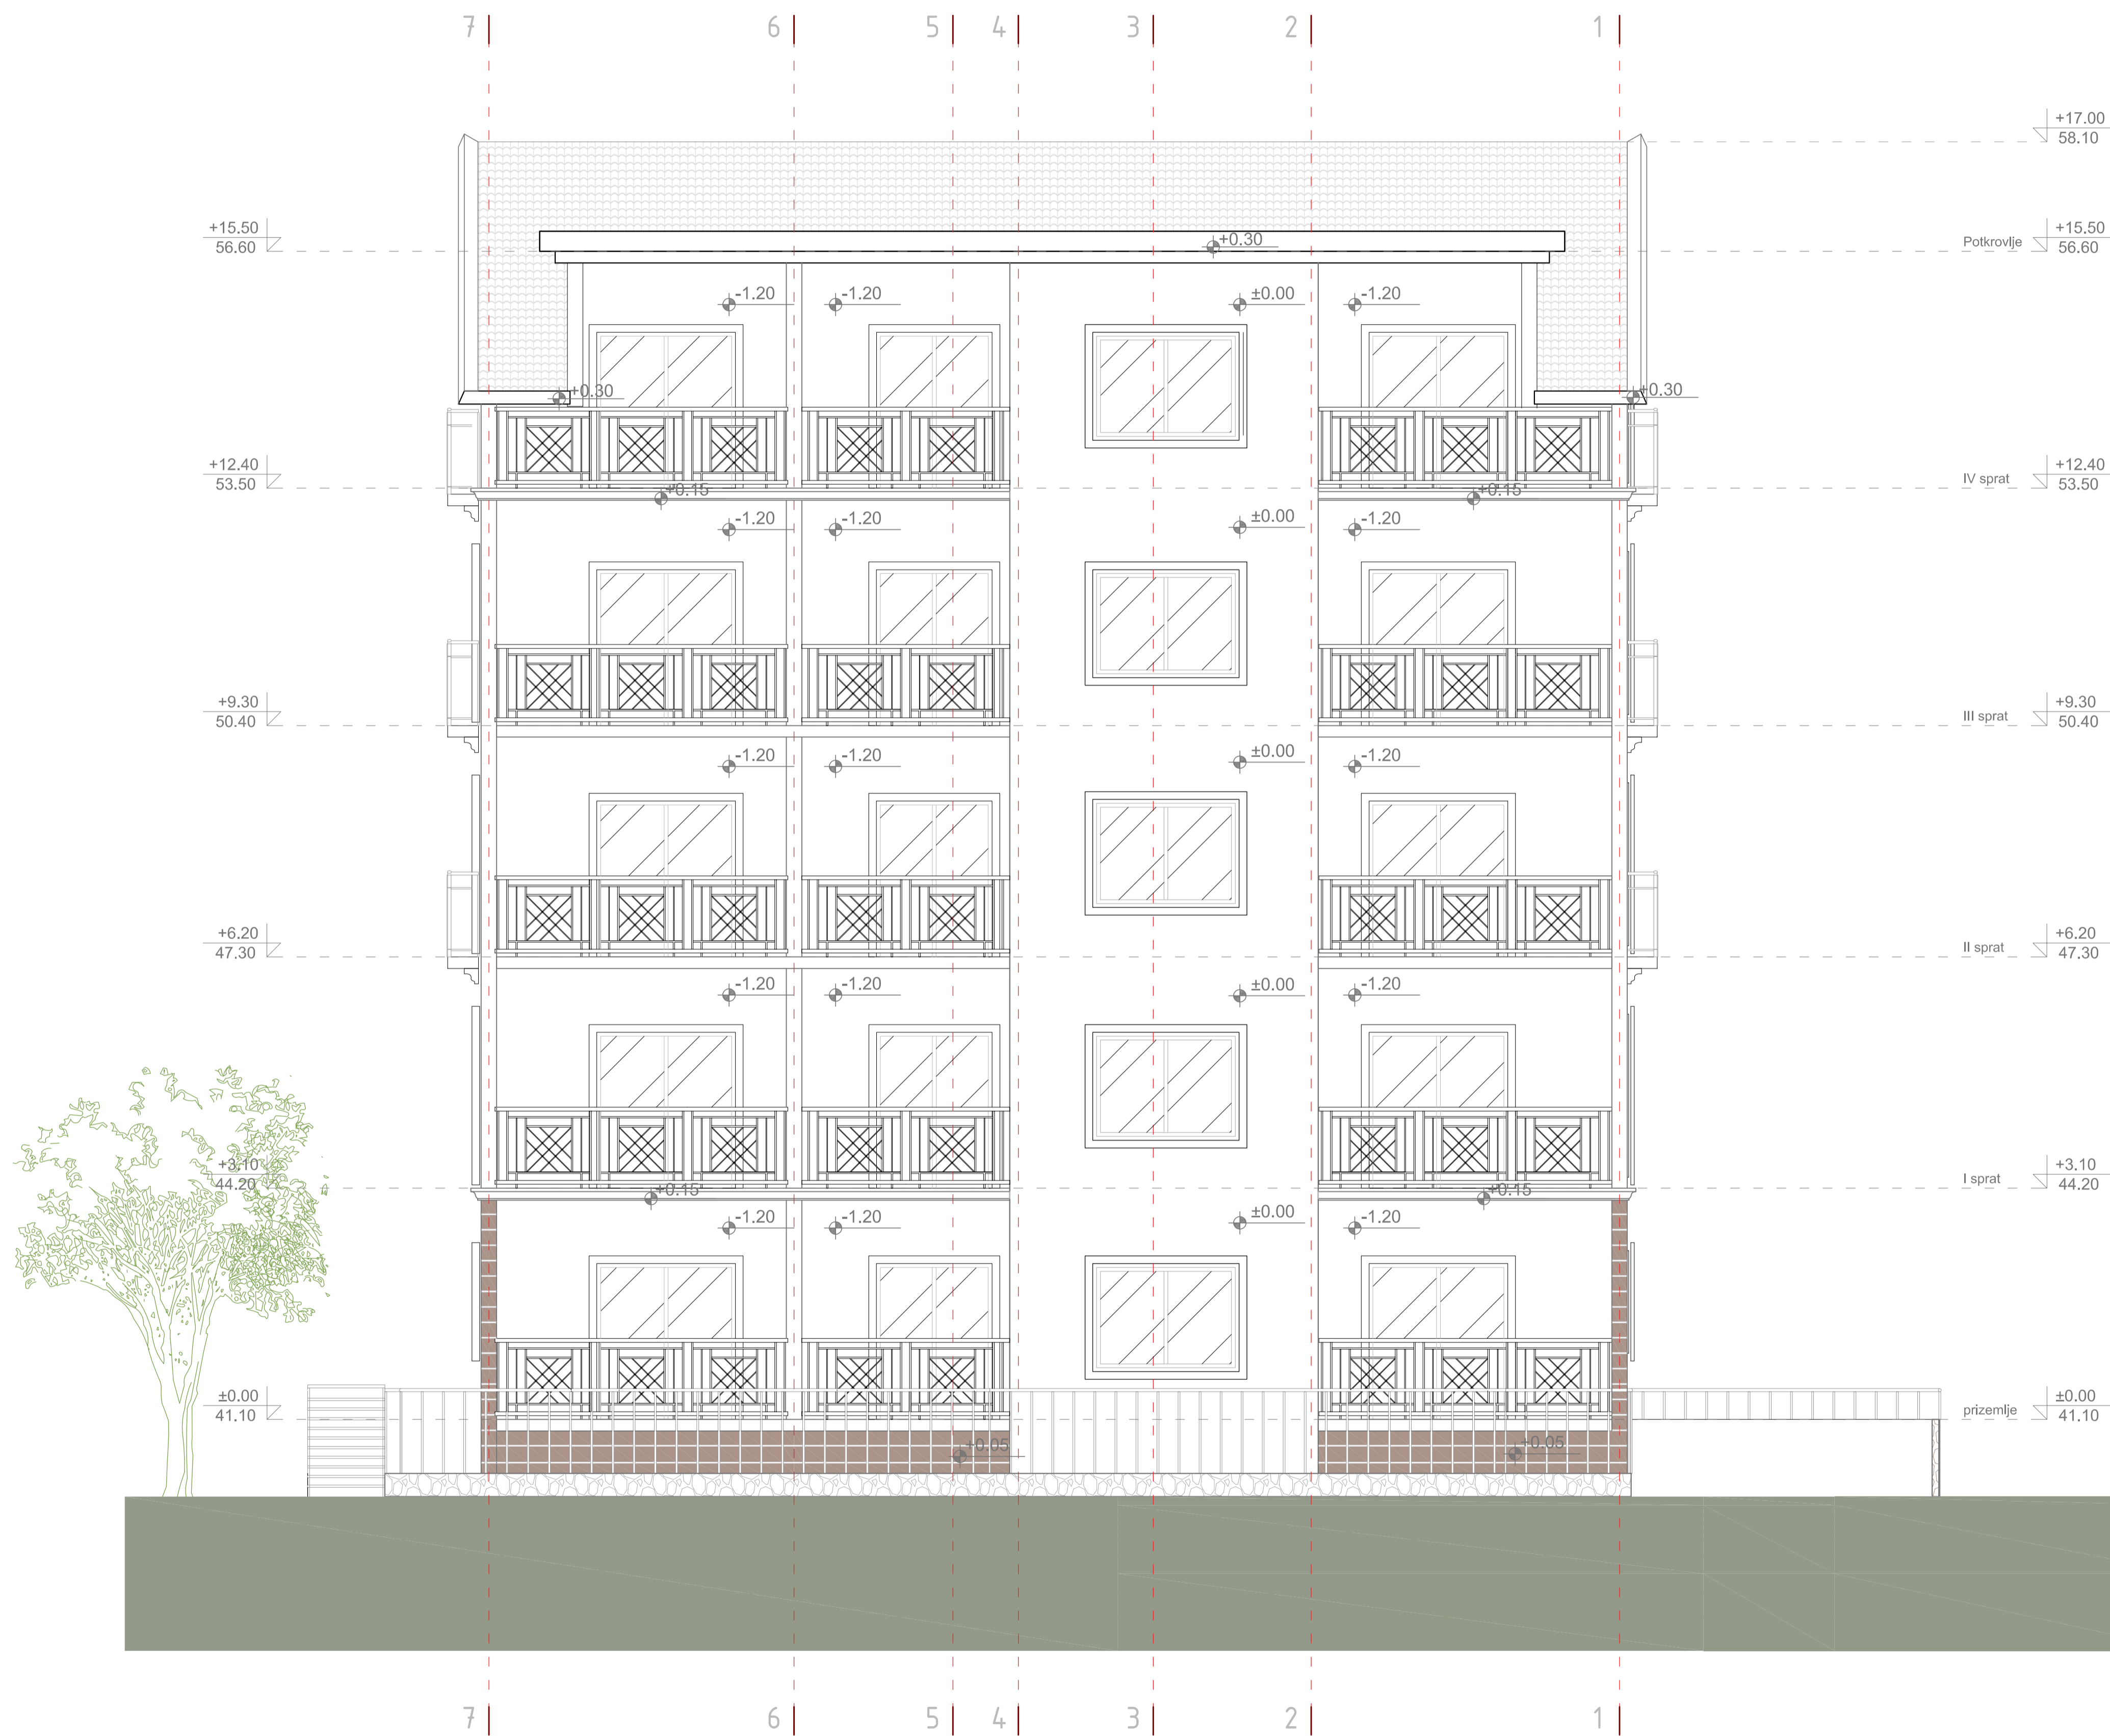 7 6 5 4 3 2 1
+17.00
58.10
+15.50
56.60
+0.30
Potkrovlje
+15.50
56.60
-1.20 -1.20 ±0.00 -1.20
+0.30 +0.30
+12.40
53.50
IV sprat
+12.40
53.50
+0.15 +0.15
-1.20 -1.20 ±0.00 -1.20
+9.30
50.40
III sprat
+9.30
50.40
-1.20 -1.20 ±0.00 -1.20
+6.20
47.30
II sprat
+6.20
47.30
-1.20 -1.20 ±0.00 -1.20
+3.10
44.20
I sprat
+3.10
44.20
+0.15 +0.15
-1.20 -1.20 ±0.00 -1.20
±0.00
41.10
prizemlje
±0.00
41.10
+0.05 +0.05
7 6 5 4 3 2 1